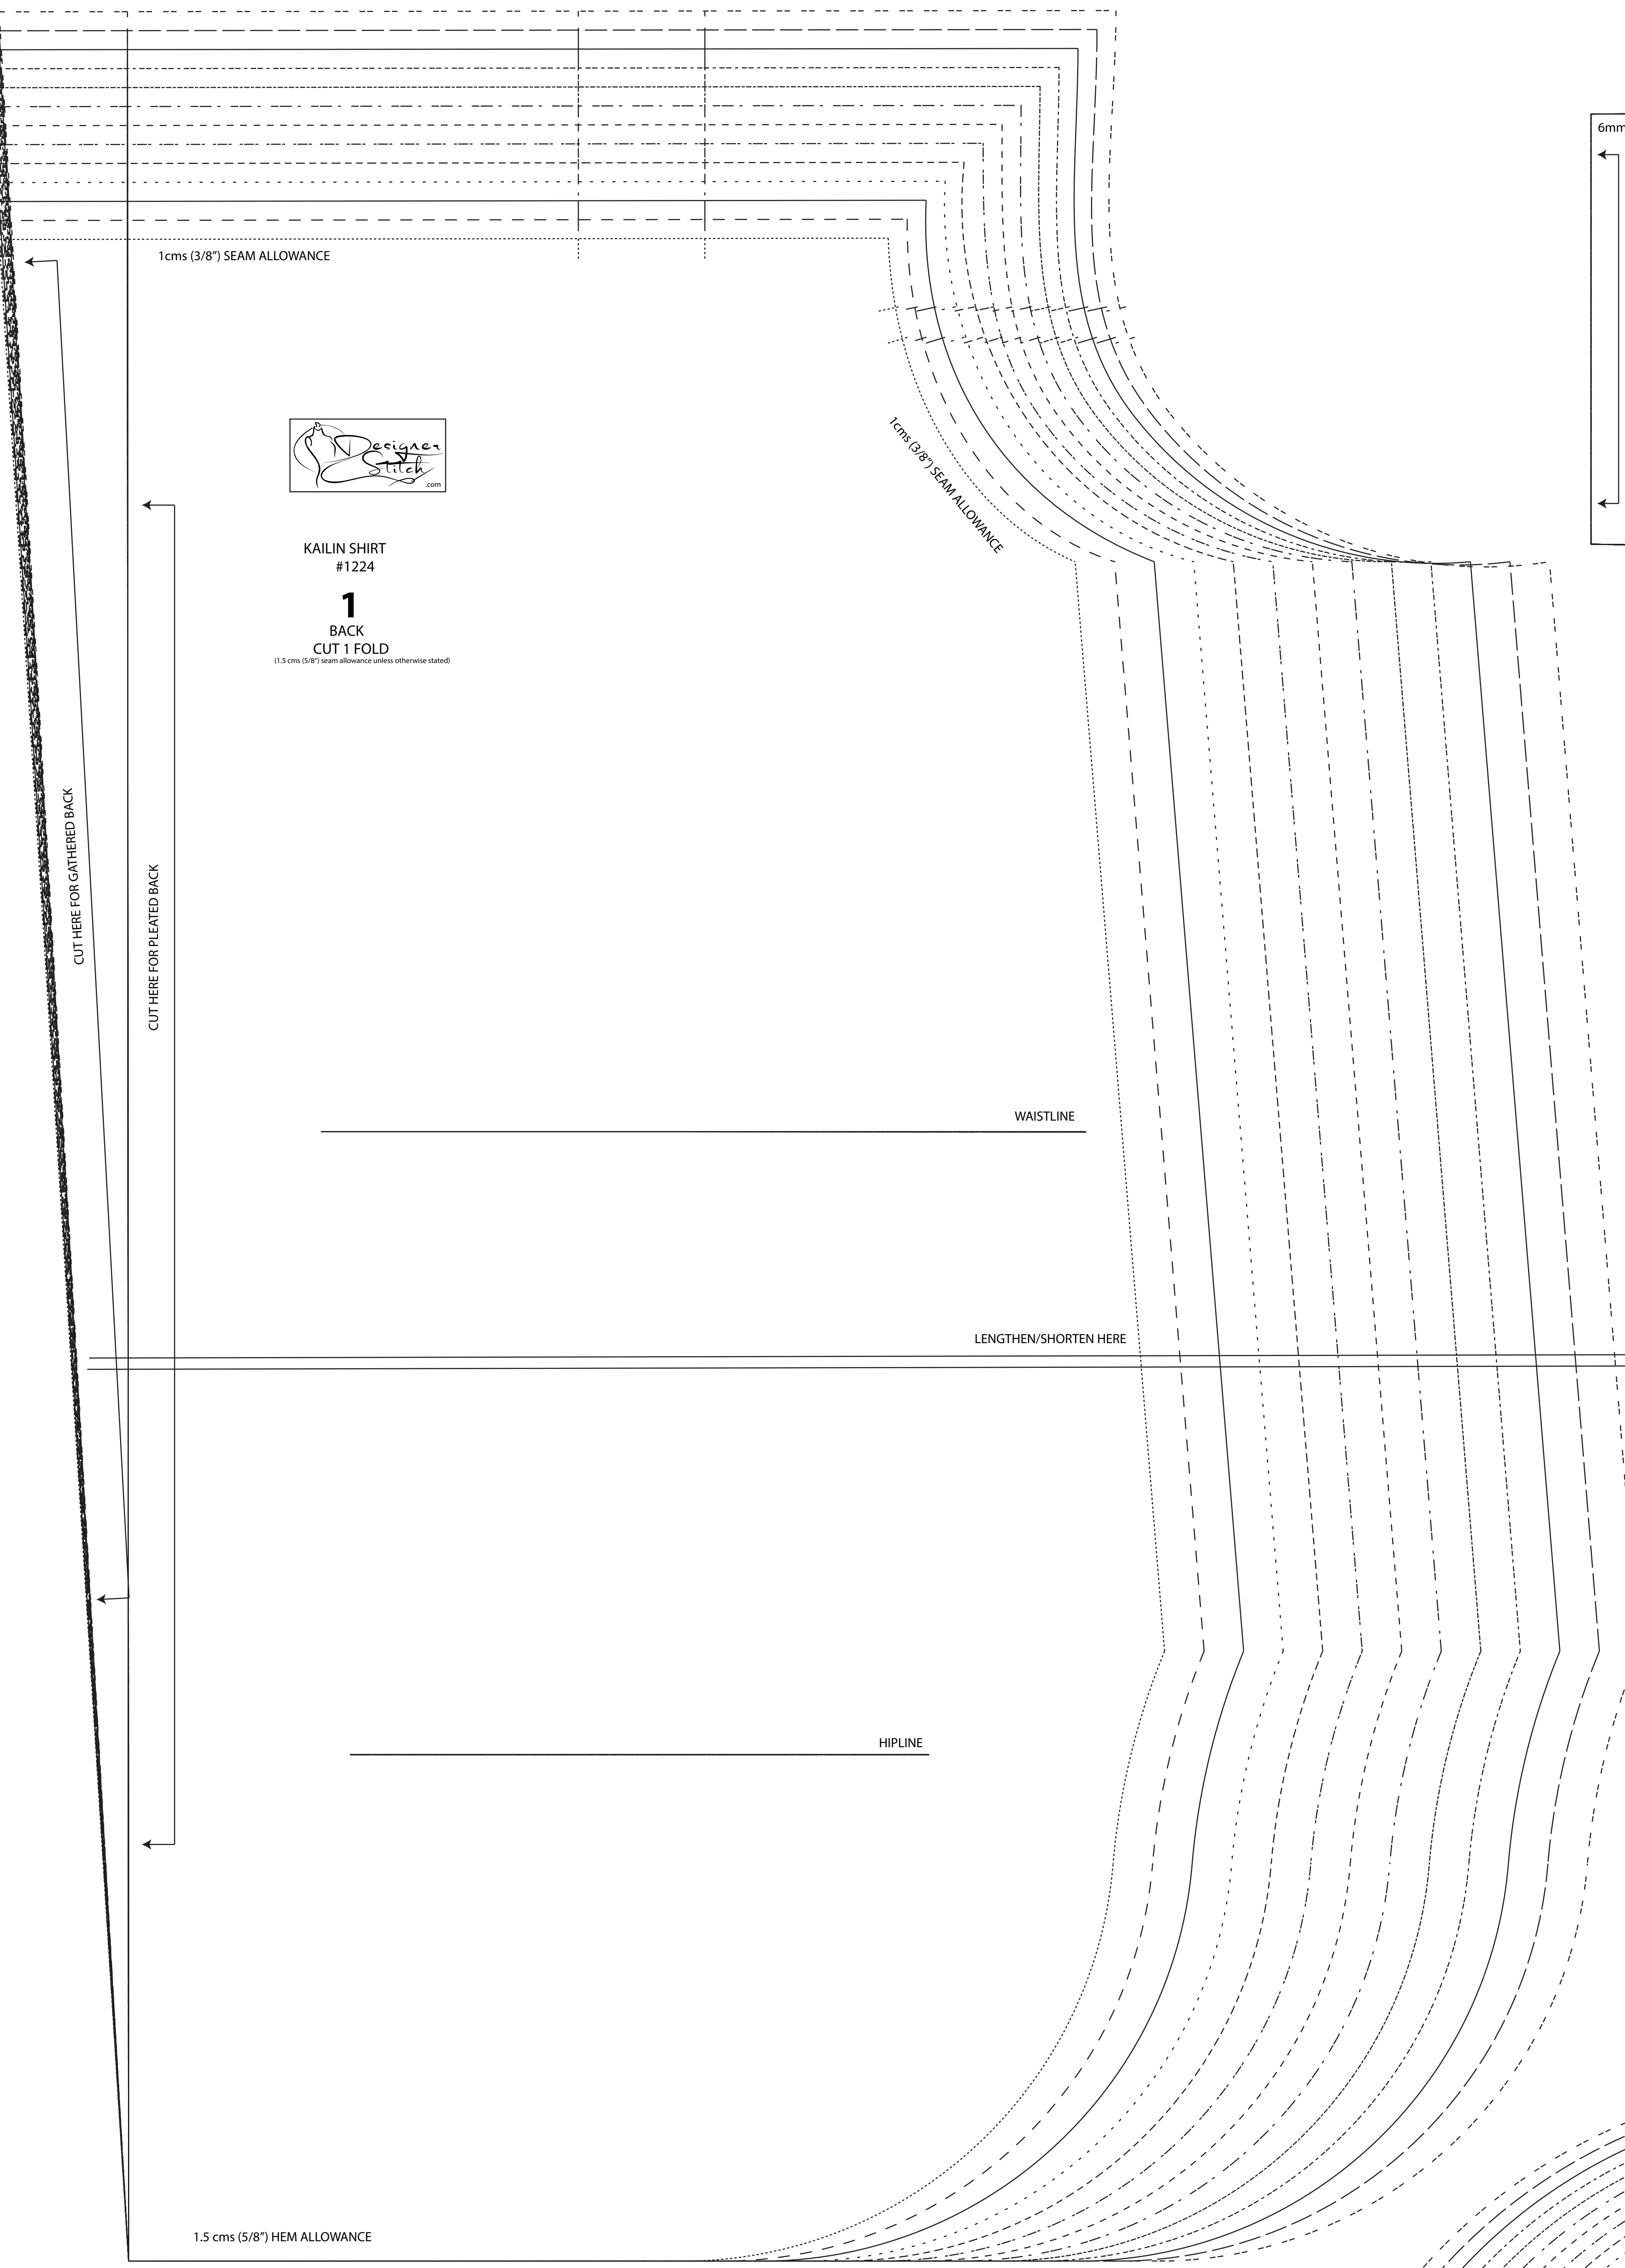 6mm
1cms (3/8") SEAM ALLOWANCE
1cms (3/8") SEAM ALLOWANCE
Designer
Stitch
.com
KAILIN SHIRT
#1224
1
BACK
CUT 1 FOLD
(1.5 cms (5/8") seam allowance unless otherwise stated)
CUT HERE FOR GATHERED BACK
CUT HERE FOR PLEATED BACK
WAISTLINE
LENGTHEN/SHORTEN HERE
HIPLINE
1.5 cms (5/8") HEM ALLOWANCE